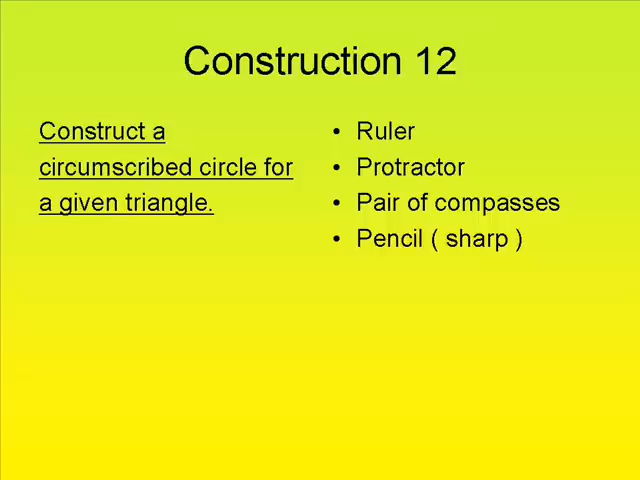 Construction 12
Construct a
circumscribed circle for
a given triangle.
• Ruler
• Protractor
• Pair of compasses
• Pencil ( sharp )